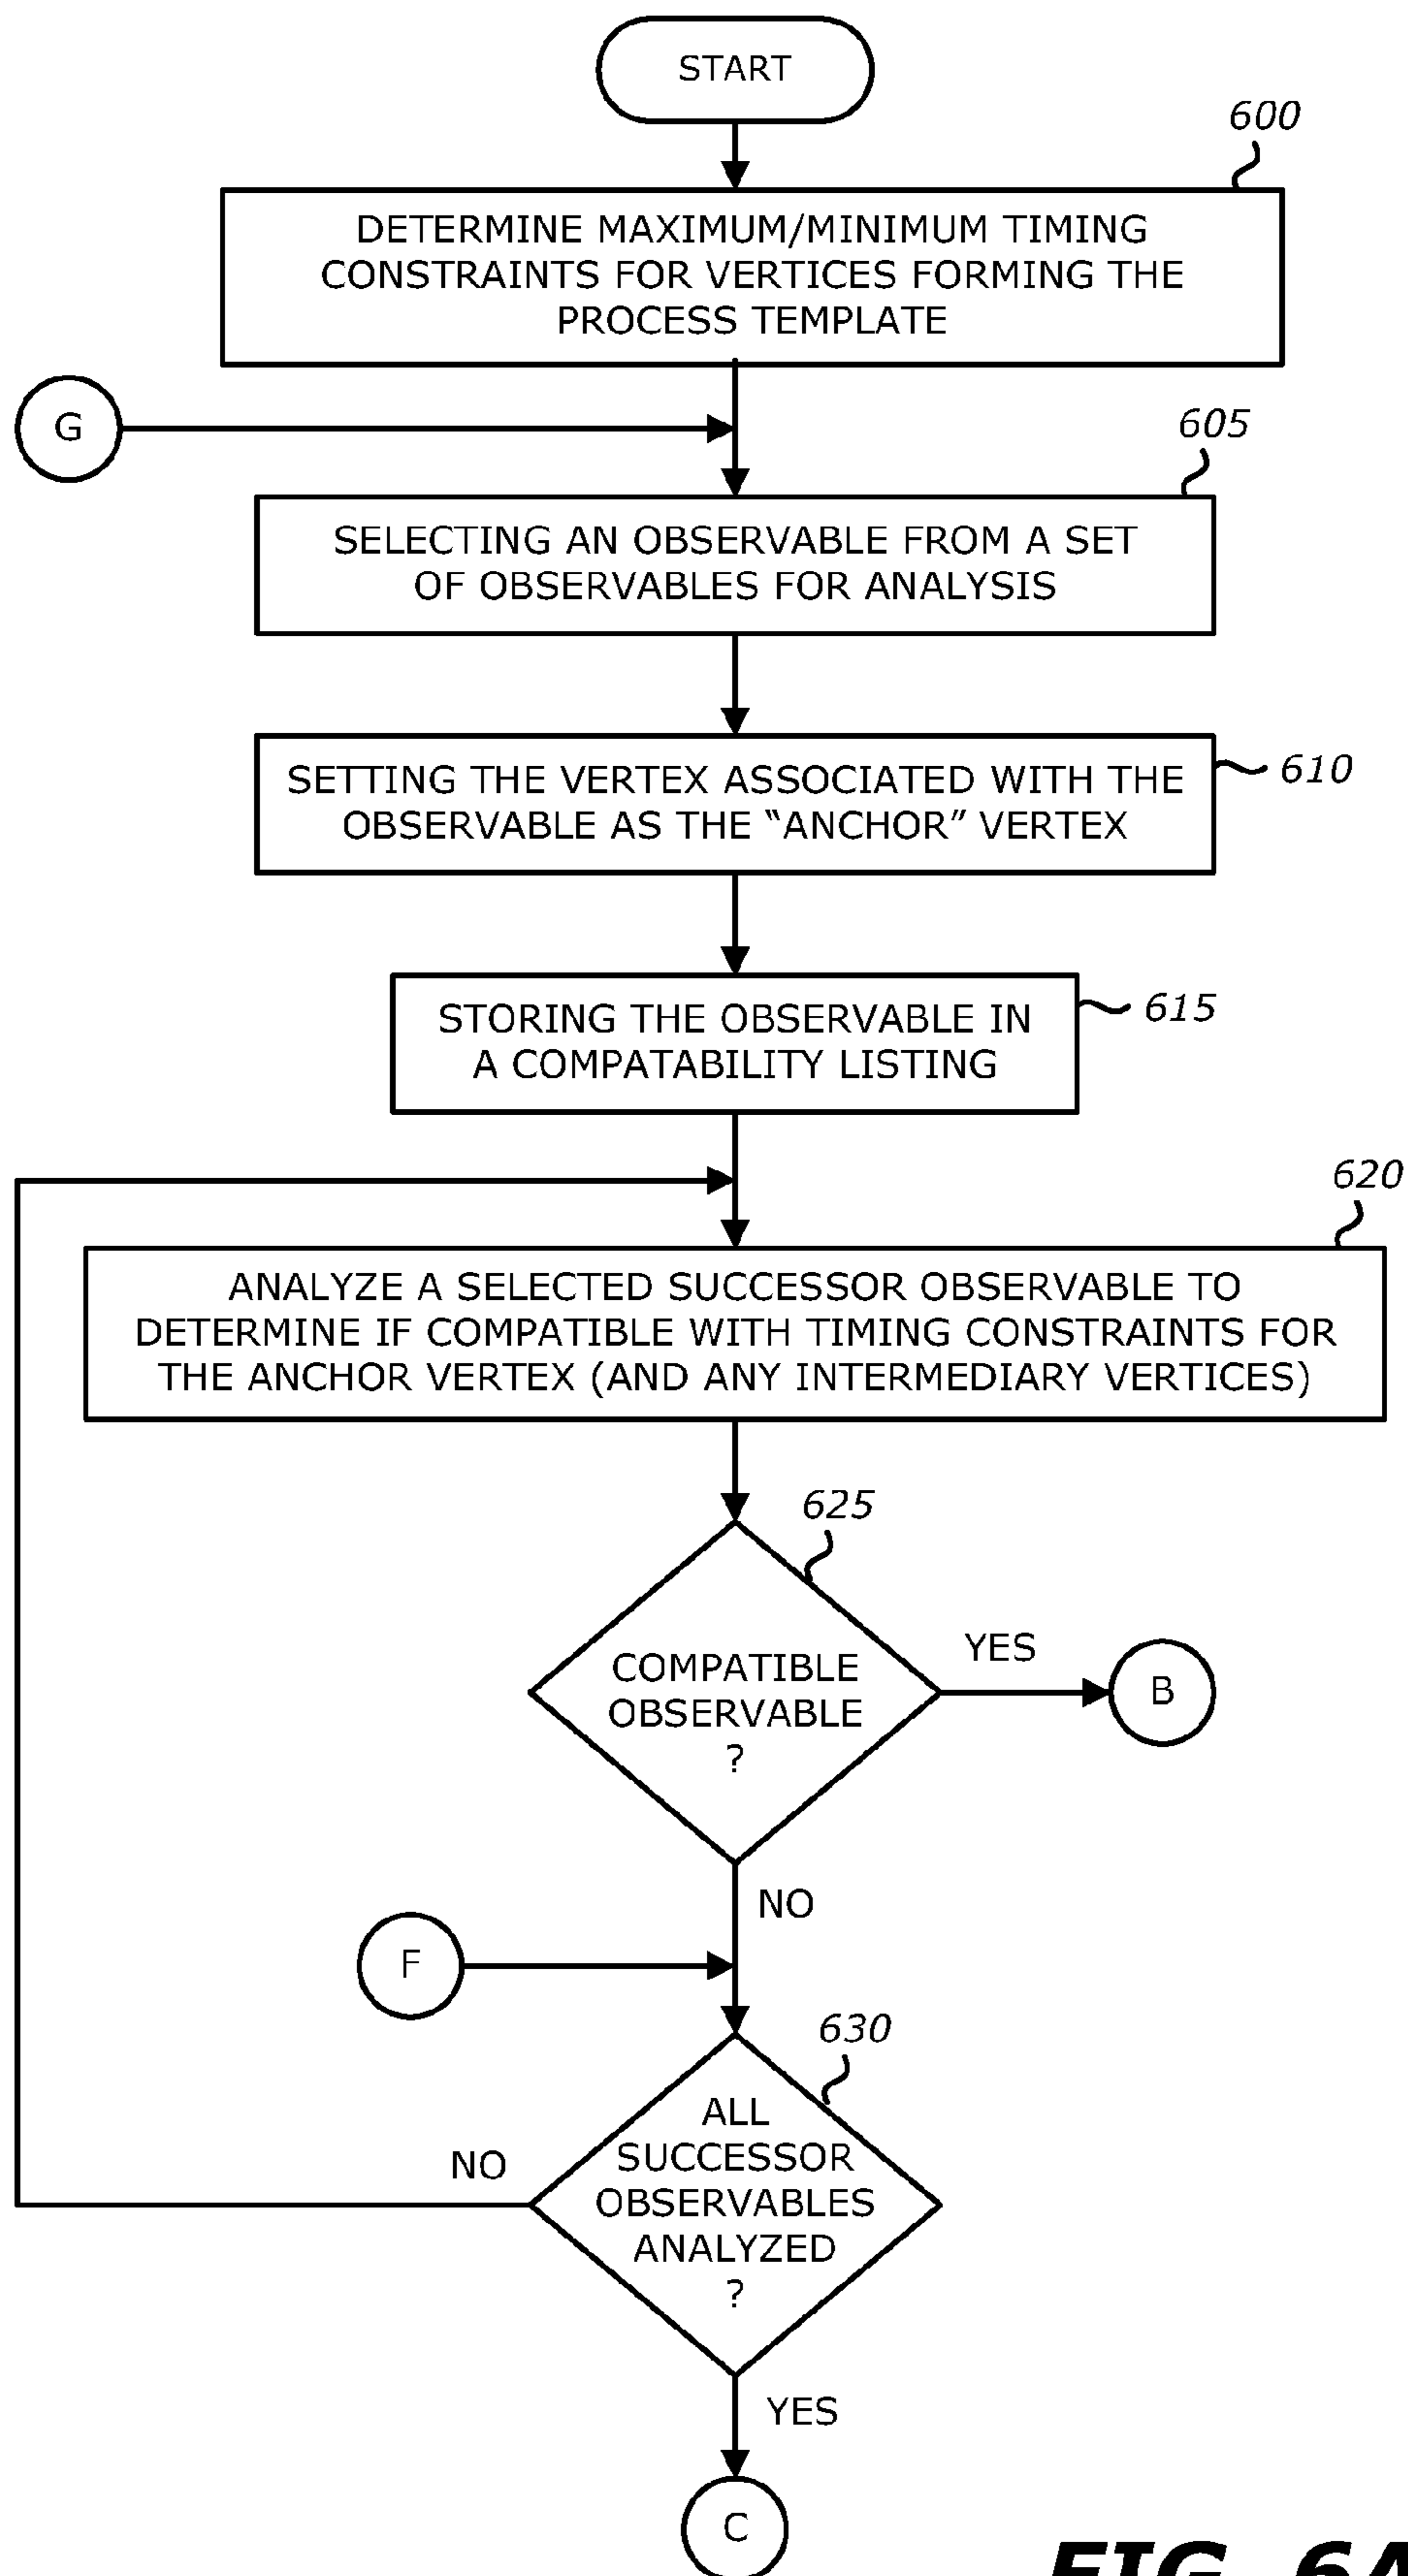 START
600
DETERMINE MAXIMUM/MINIMUM TIMING
CONSTRAINTS FOR VERTICES FORMING THE
PROCESS TEMPLATE
G
605
SELECTING AN OBSERVABLE FROM A SET
OF OBSERVABLES FOR ANALYSIS
SETTING THE VERTEX ASSOCIATED WITH THE
OBSERVABLE AS THE “ANCHOR” VERTEX
610
STORING THE OBSERVABLE IN
A COMPATABILITY LISTING
615
620
ANALYZE A SELECTED SUCCESSOR OBSERVABLE TO
DETERMINE IF COMPATIBLE WITH TIMING CONSTRAINTS FOR
THE ANCHOR VERTEX (AND ANY INTERMEDIARY VERTICES)
625
COMPATIBLE
OBSERVABLE
?
YES
B
NO
F
630
ALL
SUCCESSOR
OBSERVABLES
ANALYZED
?
NO
YES
C
FIG. 6A